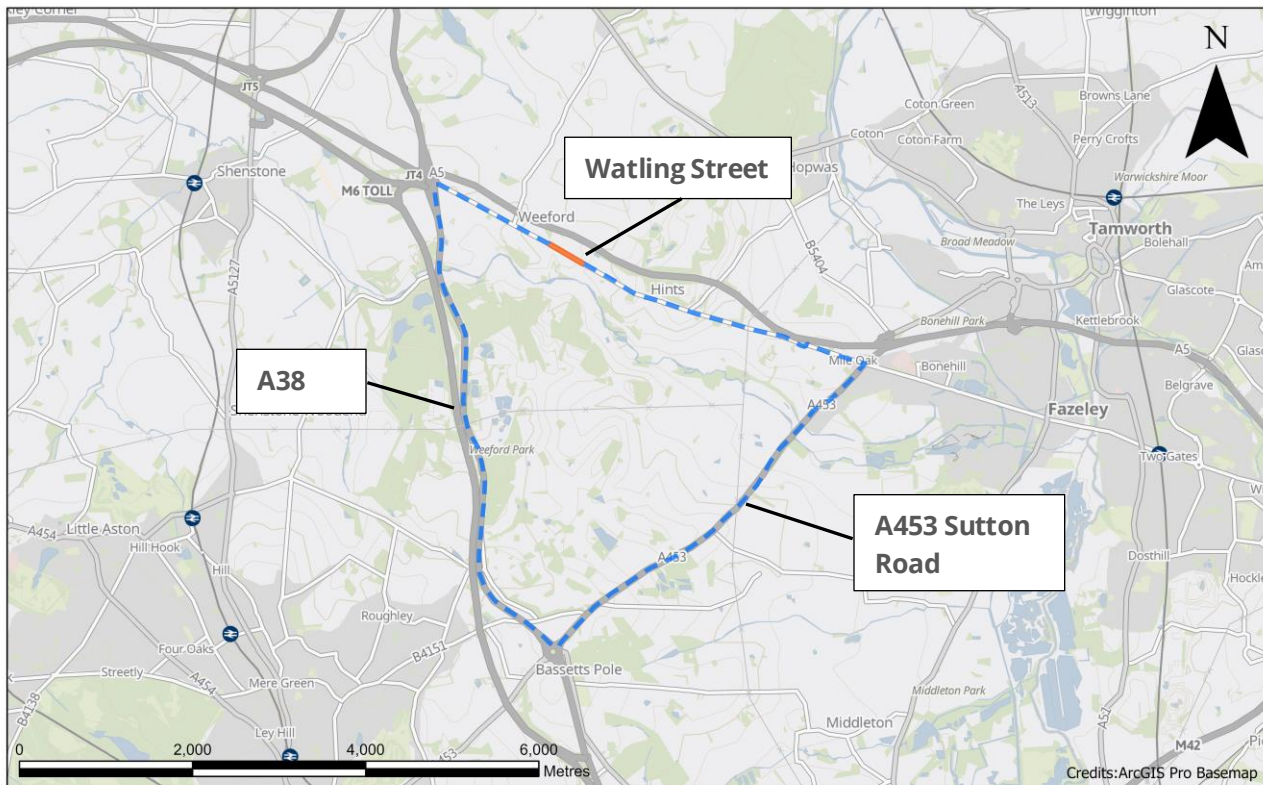 Wigginton
N
A513
Browns Lane
Coton Green
JT5
Coton
Coton Farm
Perry Crofts
Watling Street
Hopwas
Shenstone
JT4
A5
Warwickshire Moor
M6 TOLL
The Leys
Weeford
Tamworth
Broad Meadow
Bolehall
B5404
A5127
Hints
Glascote
Bonehill Park
Kettlebrook
A5
Mile Oak
Bonehill
A38
Belgrave
A453
Fazeley
Weeford Park
Two Gates
A453 Sutton
Road
A454
Little Aston
Hill Hook
Hill
A453
Dosthill
Roughley
Four Oaks
B4151
Streetly
A454
Mere Green
Bassetts Pole
Middleton Park
B4138
Ley Hill
Middleton
A51
0
2,000
4,000
6,000
Metres
M42
Credits:ArcGIS Pro Basemap